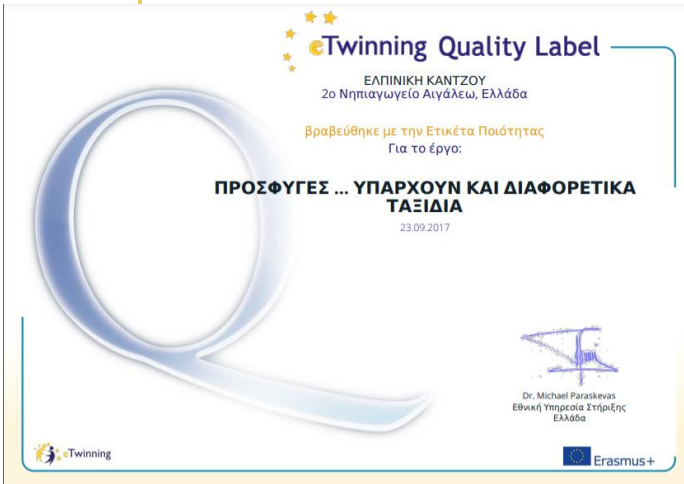 eTwinning Quality Label
ΕΛΠΙΝΙΚΗ ΚΑΝΤΖΟΥ
2ο Νηπιαγωγείο Αιγάλεω, Ελλάδα
βραβεύθηκε με την Ετικέτα Ποιότητας
Για το έργο:
ΠΡΟΣΦΥΓΕΣ ... ΥΠΑΡΧΟΥΝ ΚΑΙ ΔΙΑΦΟΡΕΤΙΚΑ
ΤΑΞΙΔΙΑ
23.09.2017
Dr. Michael Paraskevas
Εθνική Υπηρεσία Στήριξης
Ελλάδα
eTwinning
Erasmus+